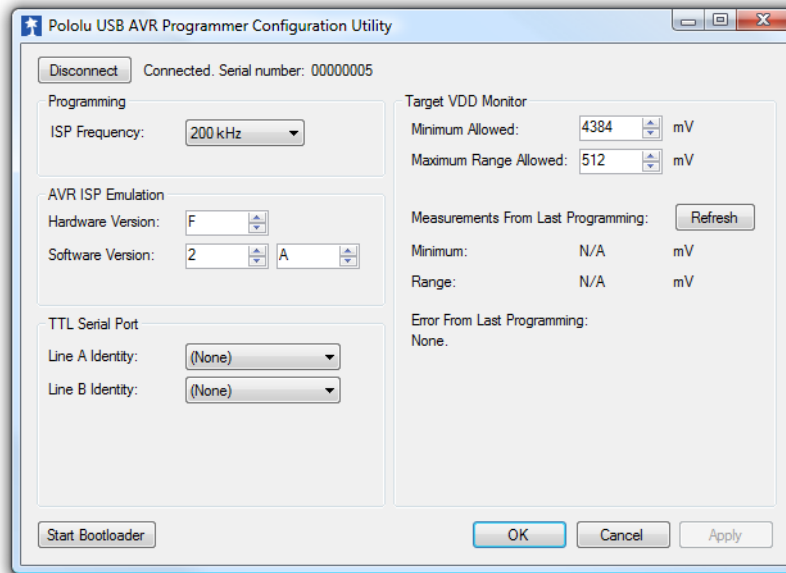 Pololu USB AVR Programmer Configuration Utility
Disconnect Connected. Serial number: 00000005
Programming
ISP Frequency: 200 kHz
AVR ISP Emulation
Hardware Version: F
Software Version: 2 A
TTL Serial Port
Line A Identity: (None)
Line B Identity: (None)
Target VDD Monitor
Minimum Allowed: 4384 mV
Maximum Range Allowed: 512 mV
Measurements From Last Programming: Refresh
Minimum: N/A mV
Range: N/A mV
Error From Last Programming:
None.
Start Bootloader OK Cancel Apply